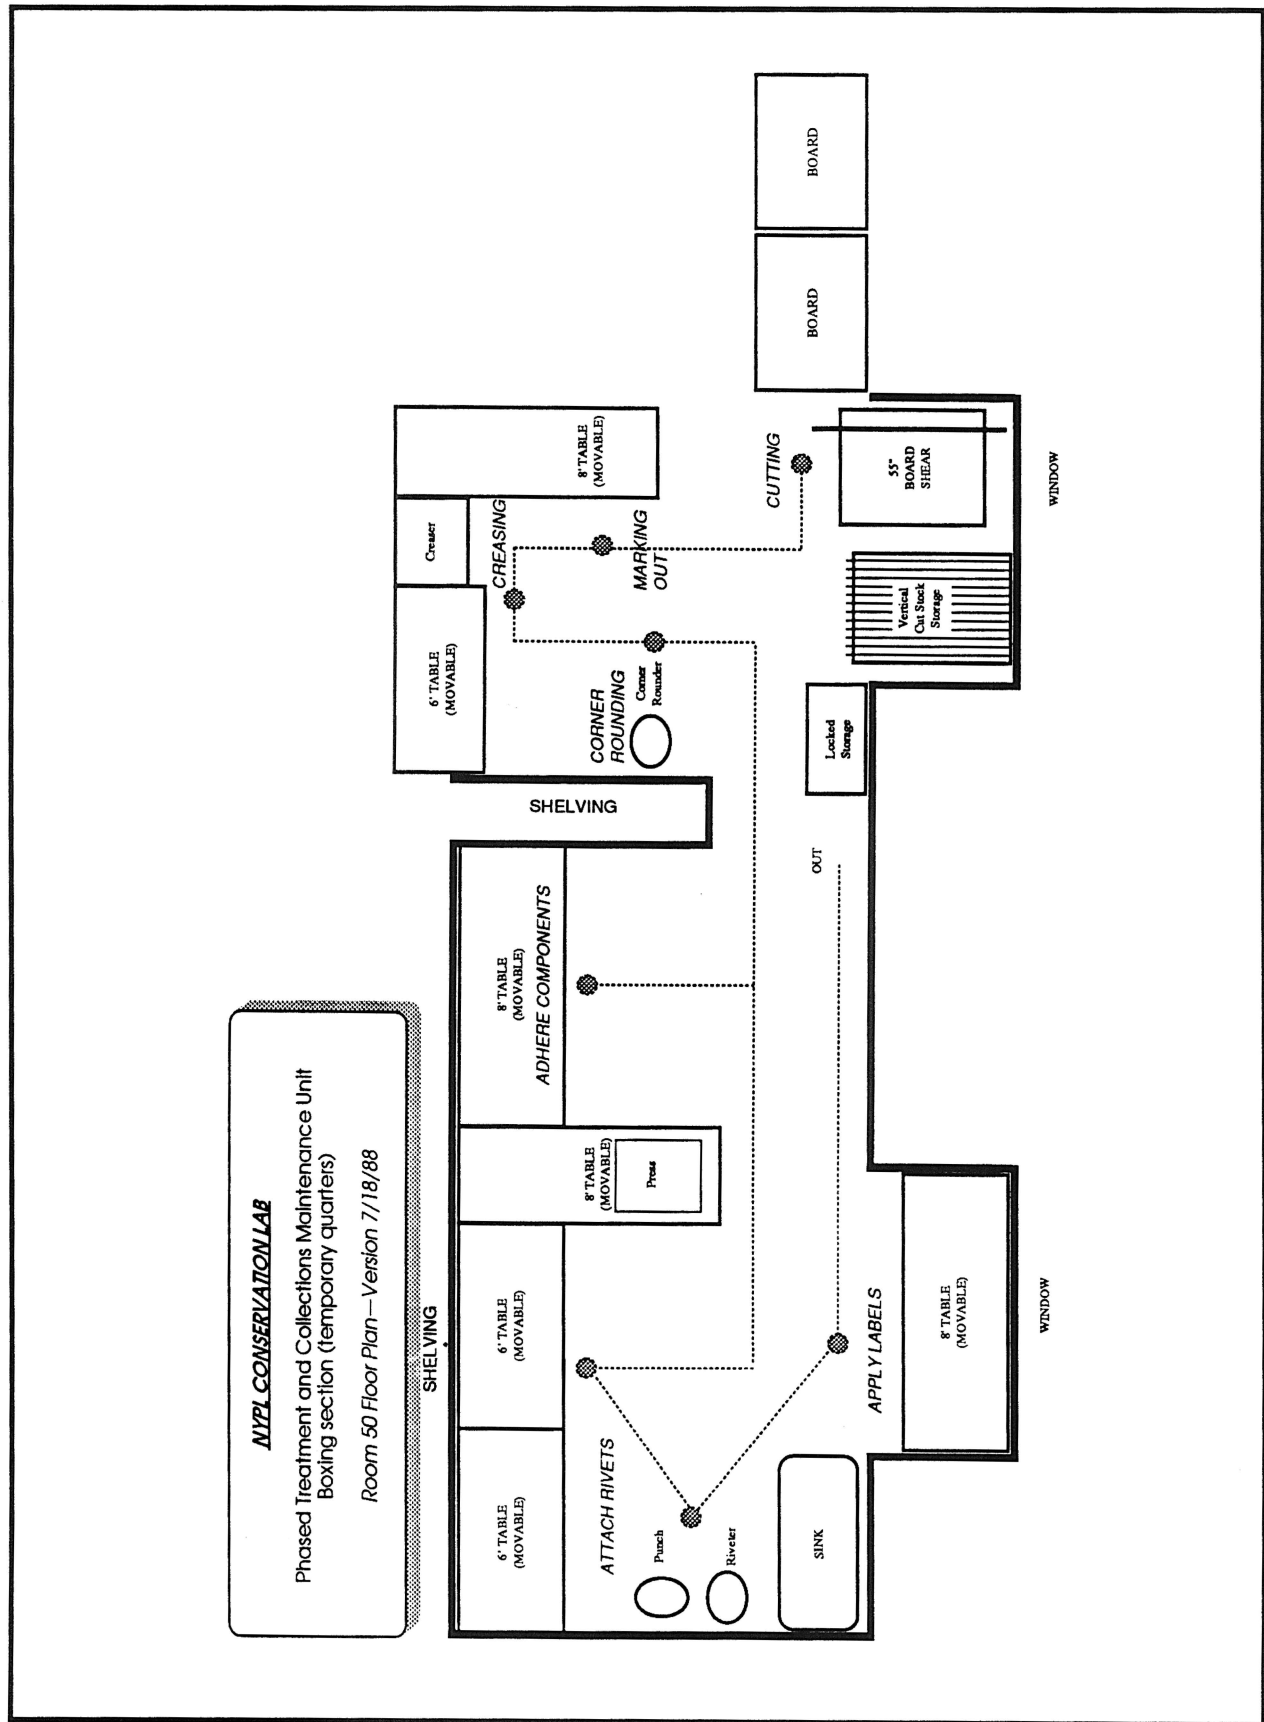 NYPL CONSERVATION LAB
Phased Treatment and Collections Maintenance Unit
Boxing section (temporary quarters)
Room 50 Floor Plan—Version 7/18/88
SHELVING
6' TABLE
(MOVABLE)
6' TABLE
(MOVABLE)
8' TABLE
(MOVABLE)
Press
8' TABLE
(MOVABLE)
ADHERE COMPONENTS
SHELVING
6' TABLE
(MOVABLE)
Creaser
8' TABLE
(MOVABLE)
CREASING
MARKING
OUT
CORNER
ROUNDING
Corner
Rounder
CUTTING
BOARD
BOARD
55"
BOARD
SHEAR
Vertical
Cut Stock
Storage
Locked
Storage
OUT
ATTACH RIVETS
Punch
Riveter
SINK
APPLY LABELS
8' TABLE
(MOVABLE)
WINDOW
WINDOW